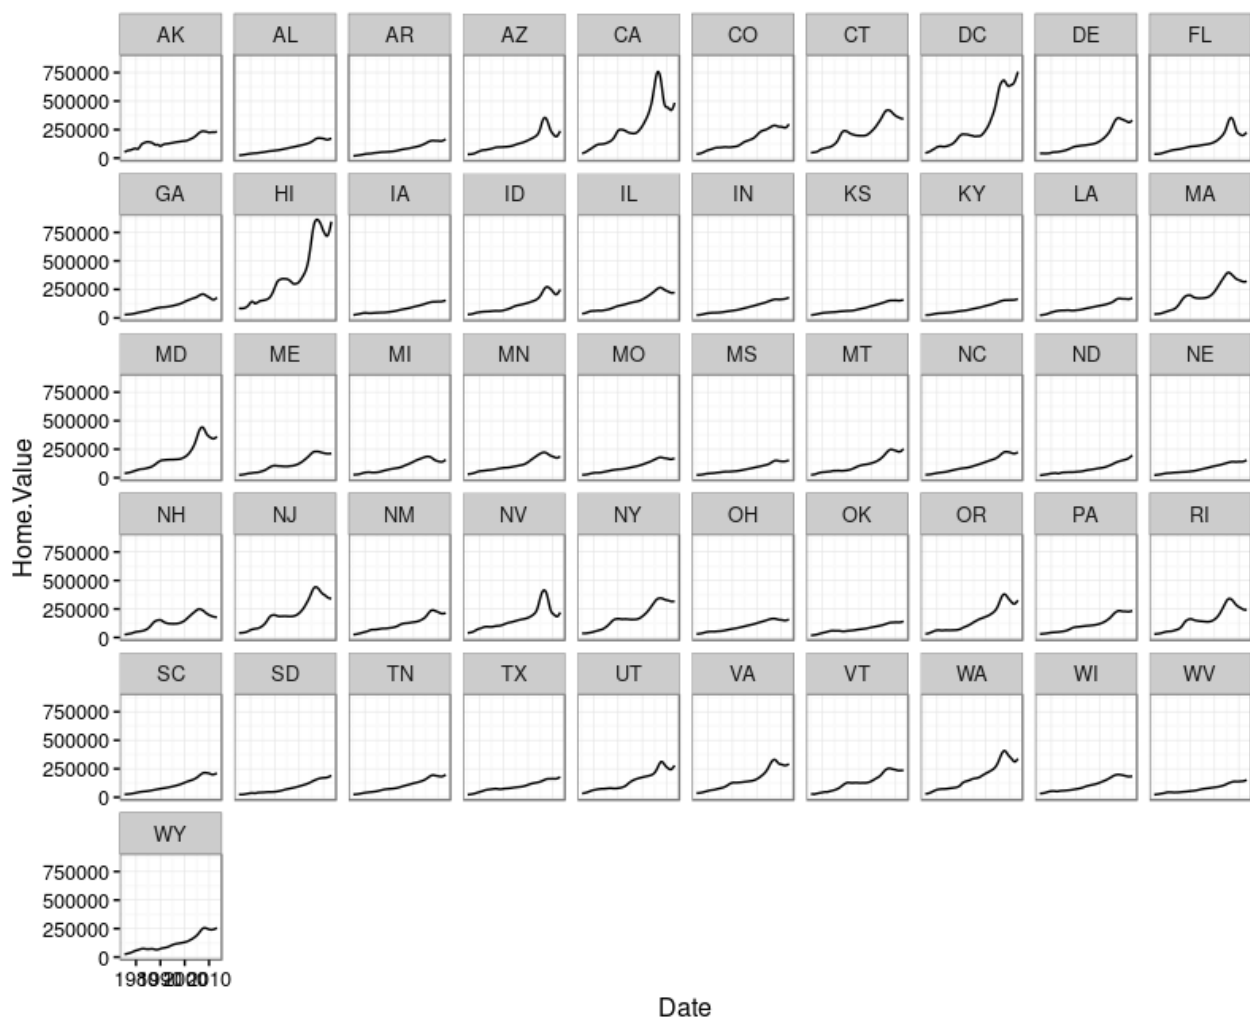 AK AL AR AZ CA CO CT DC DE FL
750000
500000
250000
0
GA HI IA ID IL IN KS KY LA MA
750000
500000
250000
0
MD ME MI MN MO MS MT NC ND NE
750000
500000
250000
0
Home.Value
NH NJ NM NV NY OH OK OR PA RI
750000
500000
250000
0
SC SD TN TX UT VA VT WA WI WV
750000
500000
250000
0
WY
750000
500000
250000
0
1980 1990 2000 2010
Date